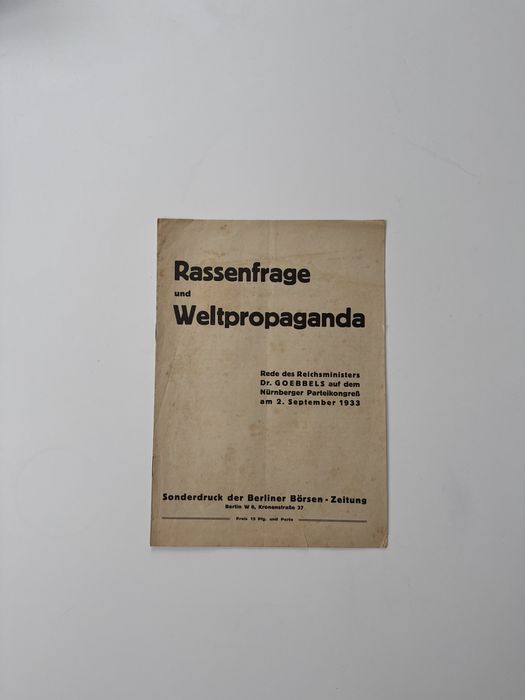 Rassenfrage
und
Weltpropaganda
Rede des Reichsministers
Dr. GOEBBELS auf dem
Nürnberger Parteikongreß
am 2. September 1933
Sonderdruck der Berliner Börsen-Zeitung
Berlin W 8, Kronenstraße 37
Preis 15 Pfg. und Porto